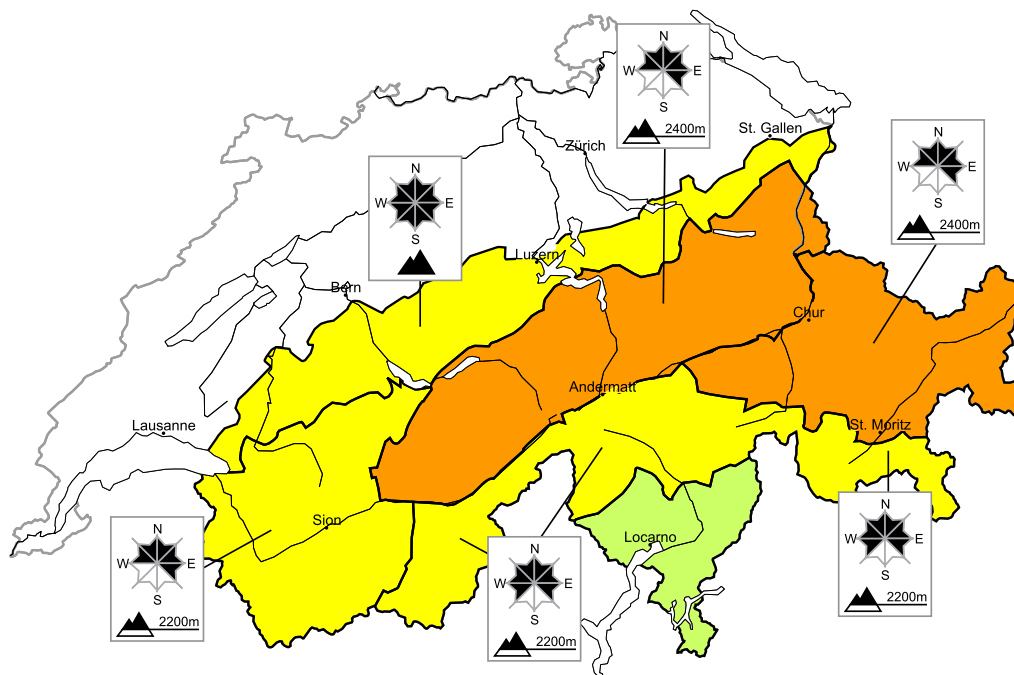 N
W E
S
2400m
St. Gallen
Zürich
N
W E
S
2400m
N
W E
S
Luzern
Bern
Chur
Andermatt
Lausanne
St. Moritz
Sion
Locarno
N
W E
S
2200m
N
W E
S
2200m
N
W E
S
2200m